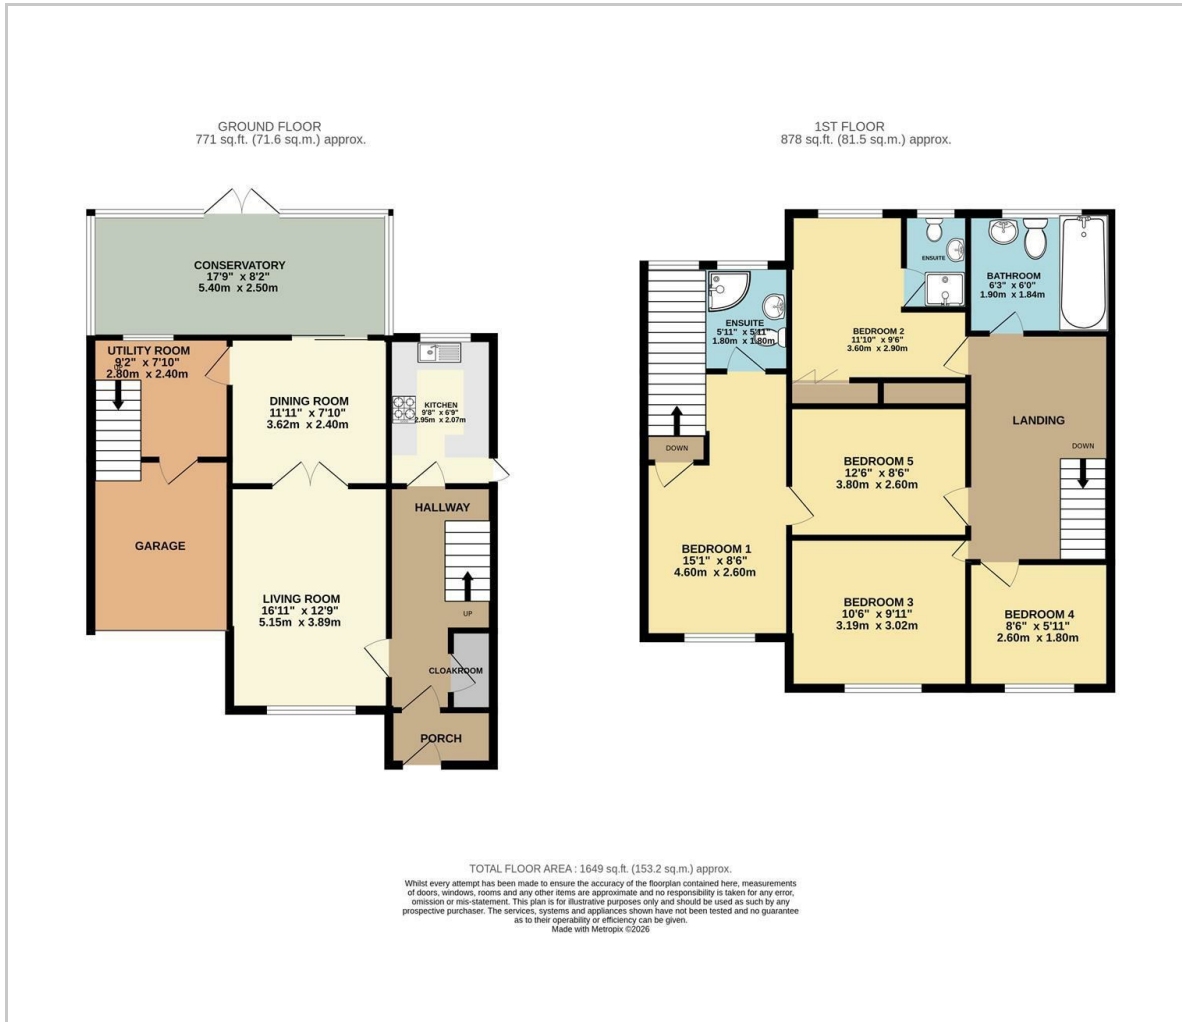 GROUND FLOOR
771 sq.ft. (71.6 sq.m.) approx.
CONSERVATORY
17'9" x 8'2"
5.40m x 2.50m
UTILITY ROOM
9'2" x 7'10"
2.80m x 2.40m
UP
DINING ROOM
11'11" x 7'10"
3.62m x 2.40m
KITCHEN
9'8" x 6'9"
2.95m x 2.07m
HALLWAY
GARAGE
LIVING ROOM
16'11" x 12'9"
5.15m x 3.89m
UP
CLOAKROOM
PORCH
1ST FLOOR
878 sq.ft. (81.5 sq.m.) approx.
ENSUITE
5'11" x 5'11"
1.80m x 1.80m
ENSUITE
BATHROOM
6'3" x 6'0"
1.90m x 1.84m
BEDROOM 2
11'10" x 9'6"
3.60m x 2.90m
LANDING
DOWN
DOWN
BEDROOM 5
12'6" x 8'6"
3.80m x 2.60m
BEDROOM 1
15'1" x 8'6"
4.60m x 2.60m
BEDROOM 3
10'6" x 9'11"
3.19m x 3.02m
BEDROOM 4
8'6" x 5'11"
2.60m x 1.80m
TOTAL FLOOR AREA : 1649 sq.ft. (153.2 sq.m.) approx.
Whilst every attempt has been made to ensure the accuracy of the floorplan contained here, measurements
of doors, windows, rooms and any other items are approximate and no responsibility is taken for any error,
omission or mis-statement. This plan is for illustrative purposes only and should be used as such by any
prospective purchaser. The services, systems and appliances shown have not been tested and no guarantee
as to their operability or efficiency can be given.
Made with Metropix ©2026